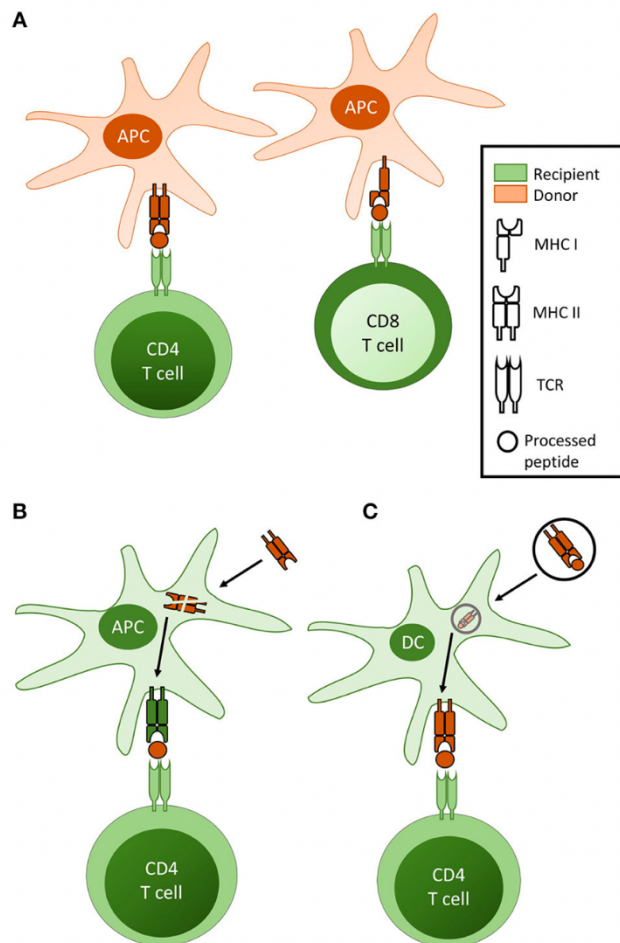 A
APC
APC
CD4
T cell
CD8
T cell
Recipient
Donor
MHC I
MHC II
TCR
Processed
peptide
B
APC
CD4
T cell
C
DC
CD4
T cell